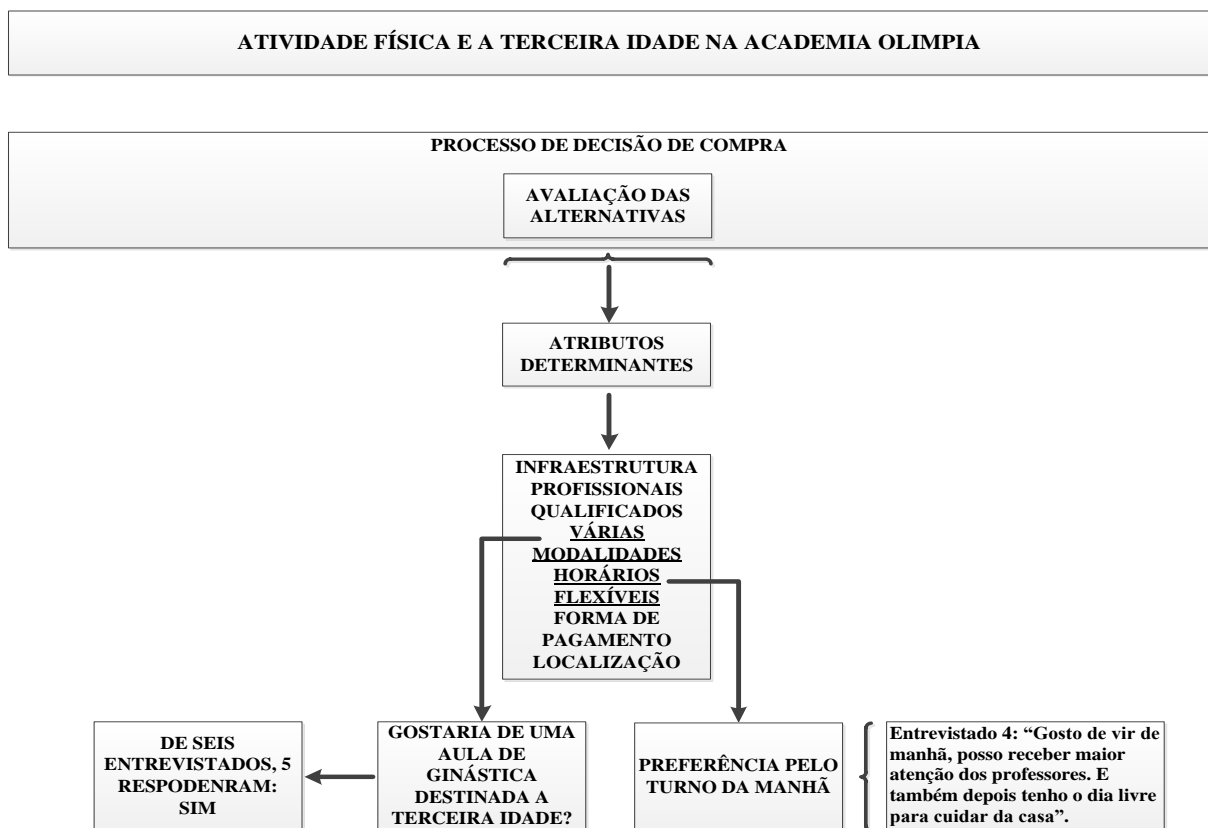 ATIVIDADE FÍSICA E A TERCEIRA IDADE NA ACADEMIA OLIMPIA
PROCESSO DE DECISÃO DE COMPRA
AVALIAÇÃO DAS
ALTERNATIVAS
ATRIBUTOS
DETERMINANTES
INFRAESTRUTURA
PROFISSIONAIS
QUALIFICADOS
VÁRIAS
MODALIDADES
HORÁRIOS
FLEXÍVEIS
FORMA DE
PAGAMENTO
LOCALIZAÇÃO
DE SEIS
ENTREVISTADOS, 5
RESPODENRAM:
SIM
GOSTARIA DE UMA
AULA DE
GINÁSTICA
DESTINADA A
TERCEIRA IDADE?
PREFERÊNCIA PELO
TURNO DA MANHÃ
Entrevistado 4: “Gosto de vir de
manhã, posso receber maior
atenção dos professores. E
também depois tenho o dia livre
para cuidar da casa”.